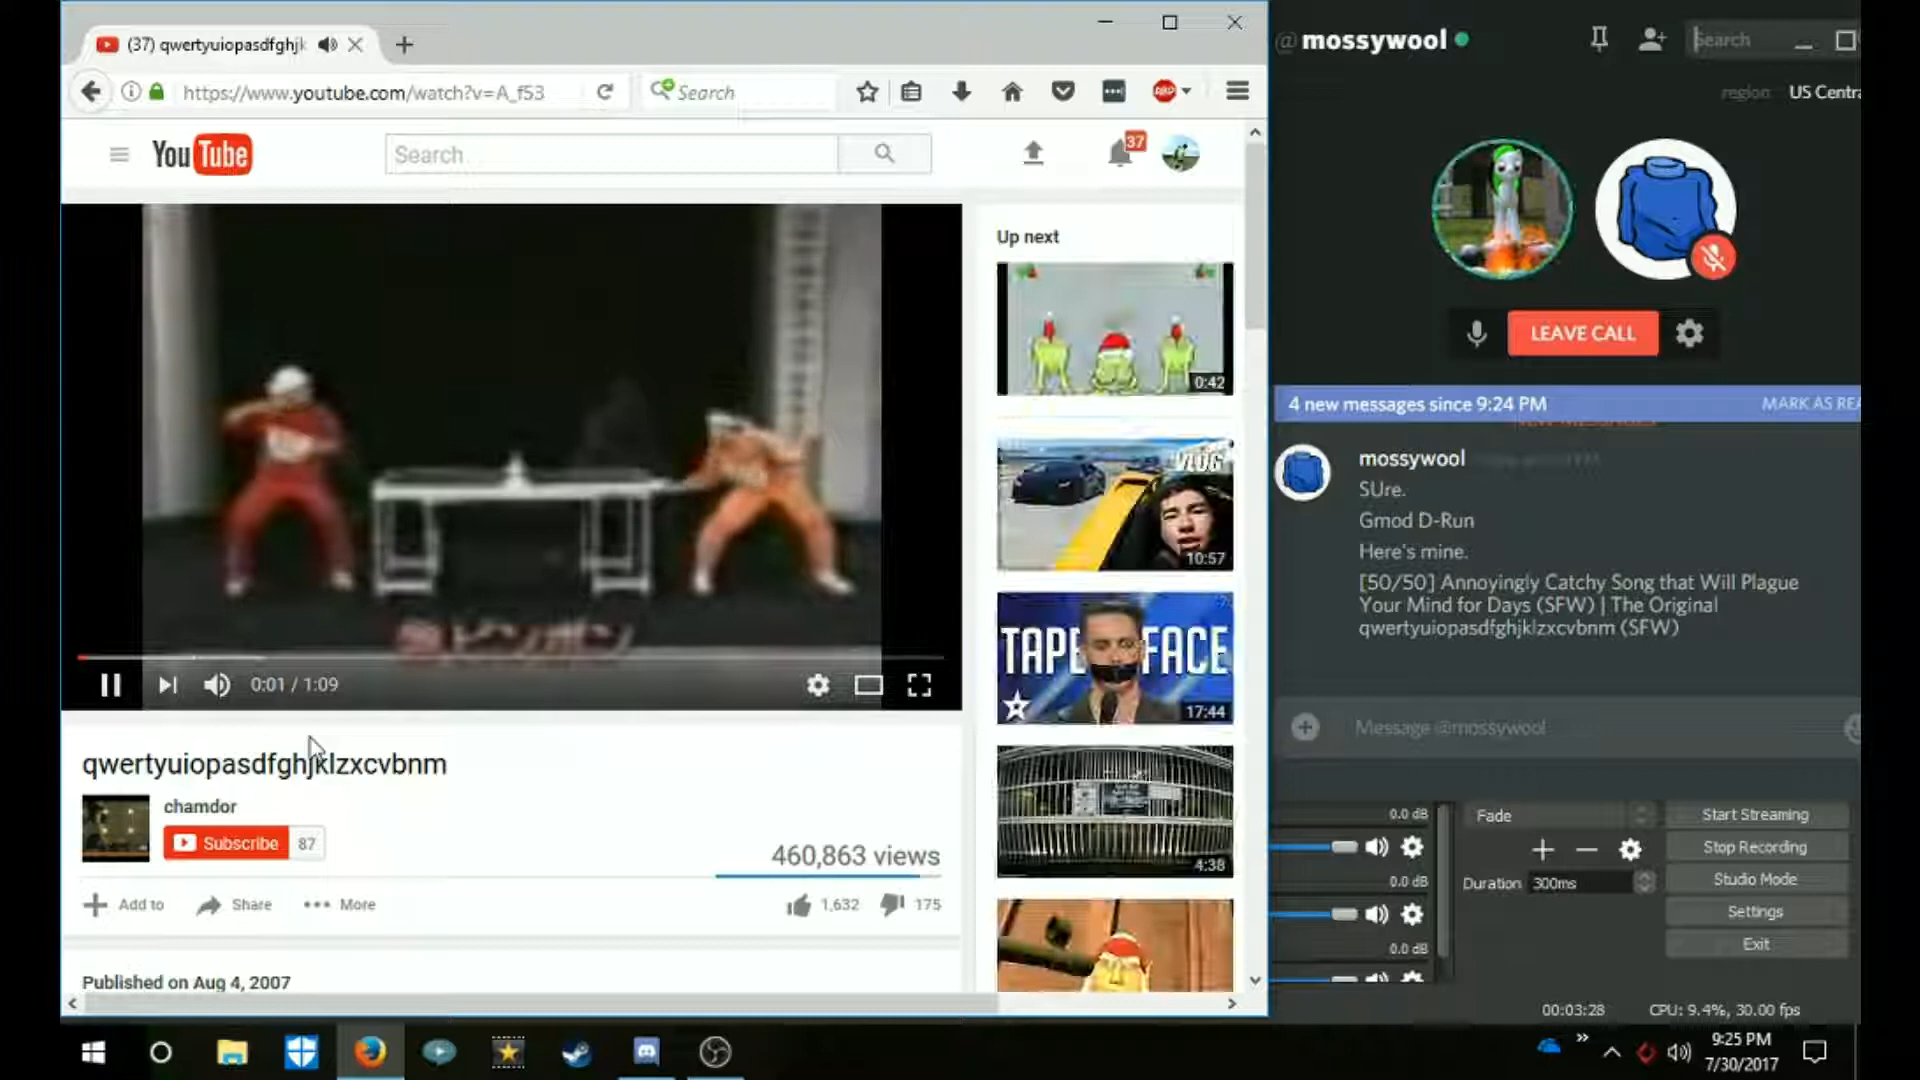 (37) qwertyuiopasdfghjk
https://www.youtube.com/watch?v=A_f53
Search
YouTube
Search
37
Up next
0:42
VLOG
10:57
TAPE FACE
17:44
4:38
ピンポン
0:01 / 1:09
qwertyuiopasdfghjklzxcvbnm
chamdor
Subscribe 87
460,863 views
Add to Share More
1,632 175
Published on Aug 4, 2007
@mossywool
Search
region US Centra
LEAVE CALL
4 new messages since 9:24 PM MARK AS REA
mossywool
SUre.
Gmod D-Run
Here's mine.
[50/50] Annoyingly Catchy Song that Will Plague
Your Mind for Days (SFW) | The Original
qwertyuiopasdfghjklzxcvbnm (SFW)
Message @mossywool
0.0 dB
0.0 dB
0.0 dB
Fade
Duration 300ms
Start Streaming
Stop Recording
Studio Mode
Settings
Exit
00:03:28 CPU: 9.4%, 30.00 fps
9:25 PM
7/30/2017